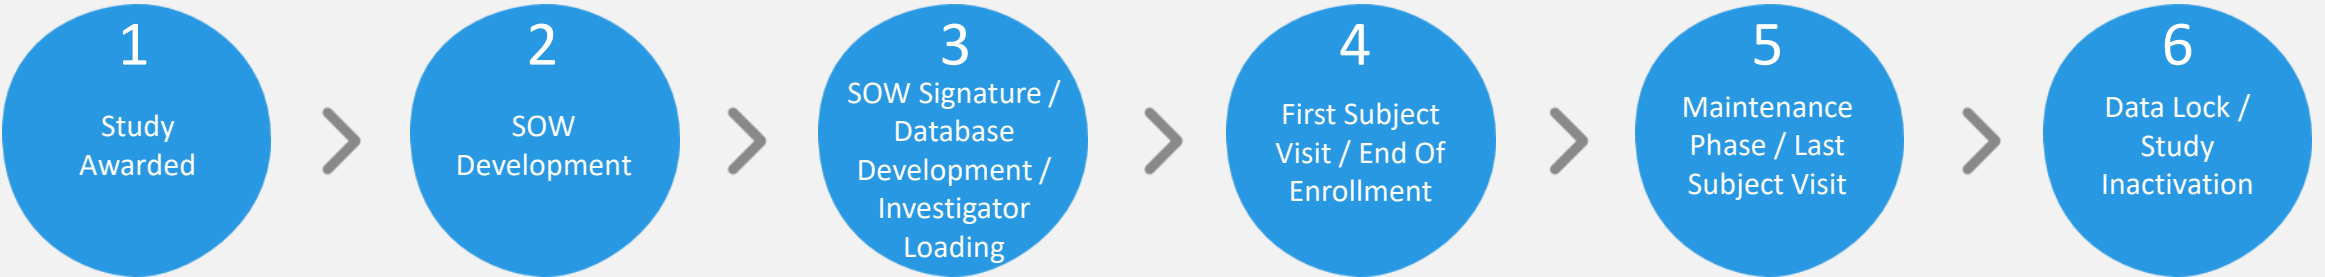 1
Study
Awarded
2
SOW
Development
3
SOW Signature /
Database
Development /
Investigator
Loading
4
First Subject
Visit / End Of
Enrollment
5
Maintenance
Phase / Last
Subject Visit
6
Data Lock /
Study
Inactivation